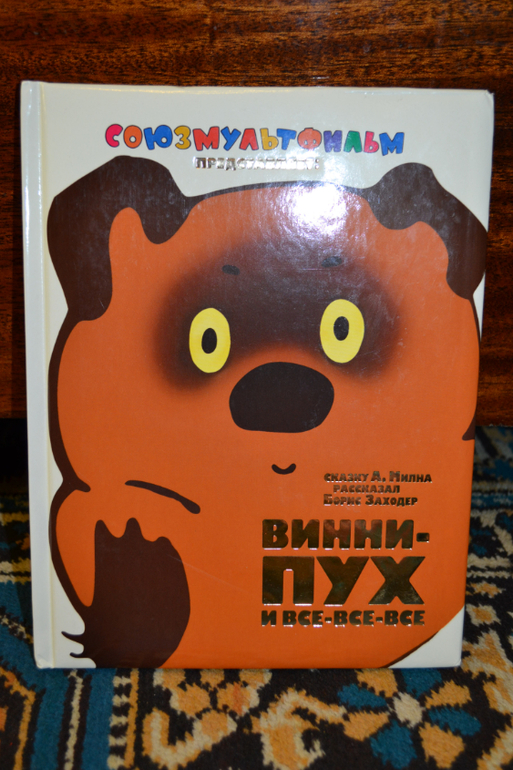 СОЮЗМУЛЬТФИЛЬМ
ПРЕДСТАВЛЯЕТ
СКАЗКУ А. МИЛНА
РАССКАЗАЛ
БОРИС ЗАХОДЕР
ВИННИ-
ПУХ
И ВСЕ-ВСЕ-ВСЕ